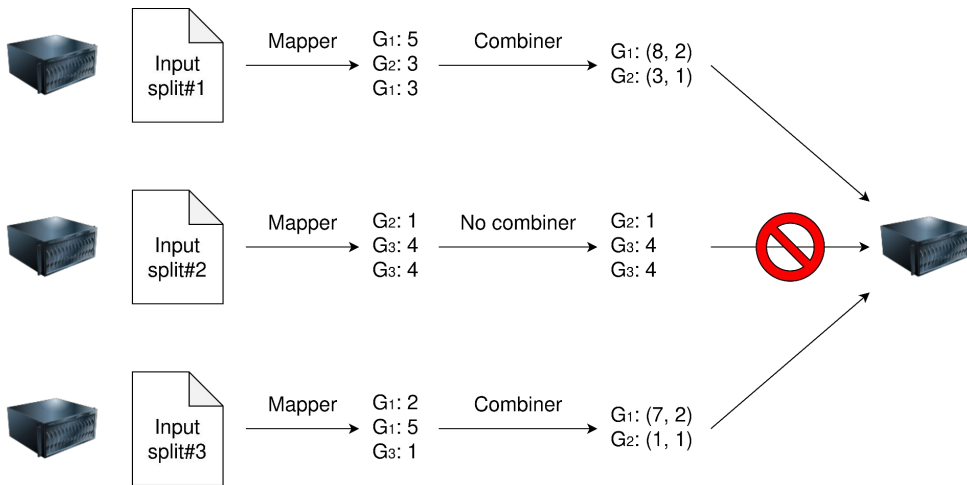 Input
split#1
Mapper
G1: 5
G2: 3
G1: 3
Combiner
G1: (8, 2)
G2: (3, 1)
Input
split#2
Mapper
G2: 1
G3: 4
G3: 4
No combiner
G2: 1
G3: 4
G3: 4
Input
split#3
Mapper
G1: 2
G1: 5
G3: 1
Combiner
G1: (7, 2)
G2: (1, 1)